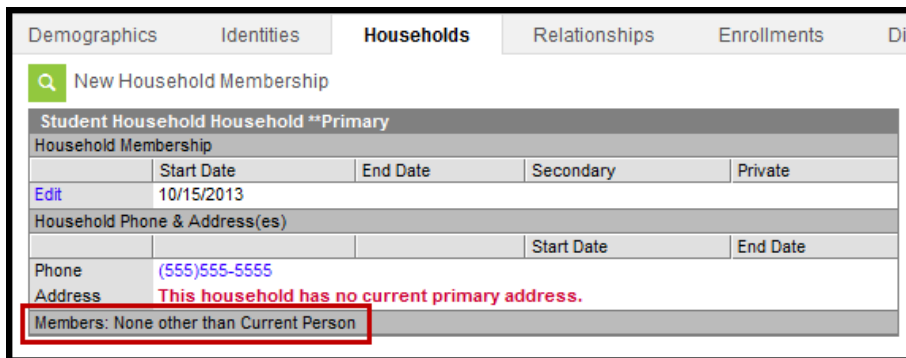 Demographics Identities Households Relationships Enrollments Di
New Household Membership
Student Household Household **Primary
Household Membership
Start Date End Date Secondary Private
Edit 10/15/2013
Household Phone & Address(es)
Start Date End Date
Phone (555)555-5555
Address This household has no current primary address.
Members: None other than Current Person